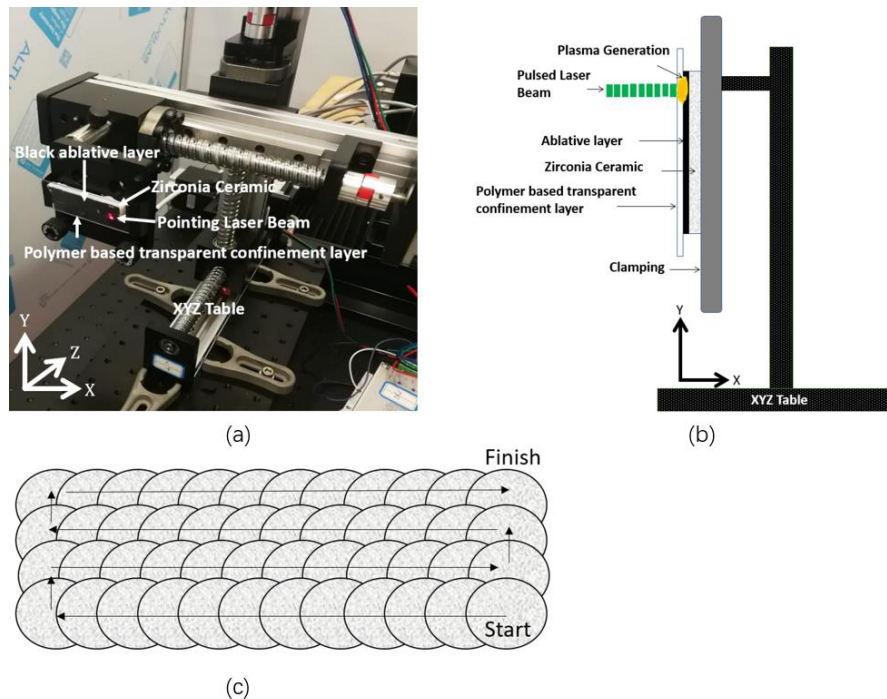 ALTUGLAS
Black ablative layer
Zirconia Ceramic
Pointing Laser Beam
Polymer based transparent confinement layer
XYZ Table
Y
Z
X
(a)
Plasma Generation
Pulsed Laser
Beam
Ablative layer
Zirconia Ceramic
Polymer based transparent
confinement layer
Clamping
Y
X
XYZ Table
(b)
Finish
Start
(c)